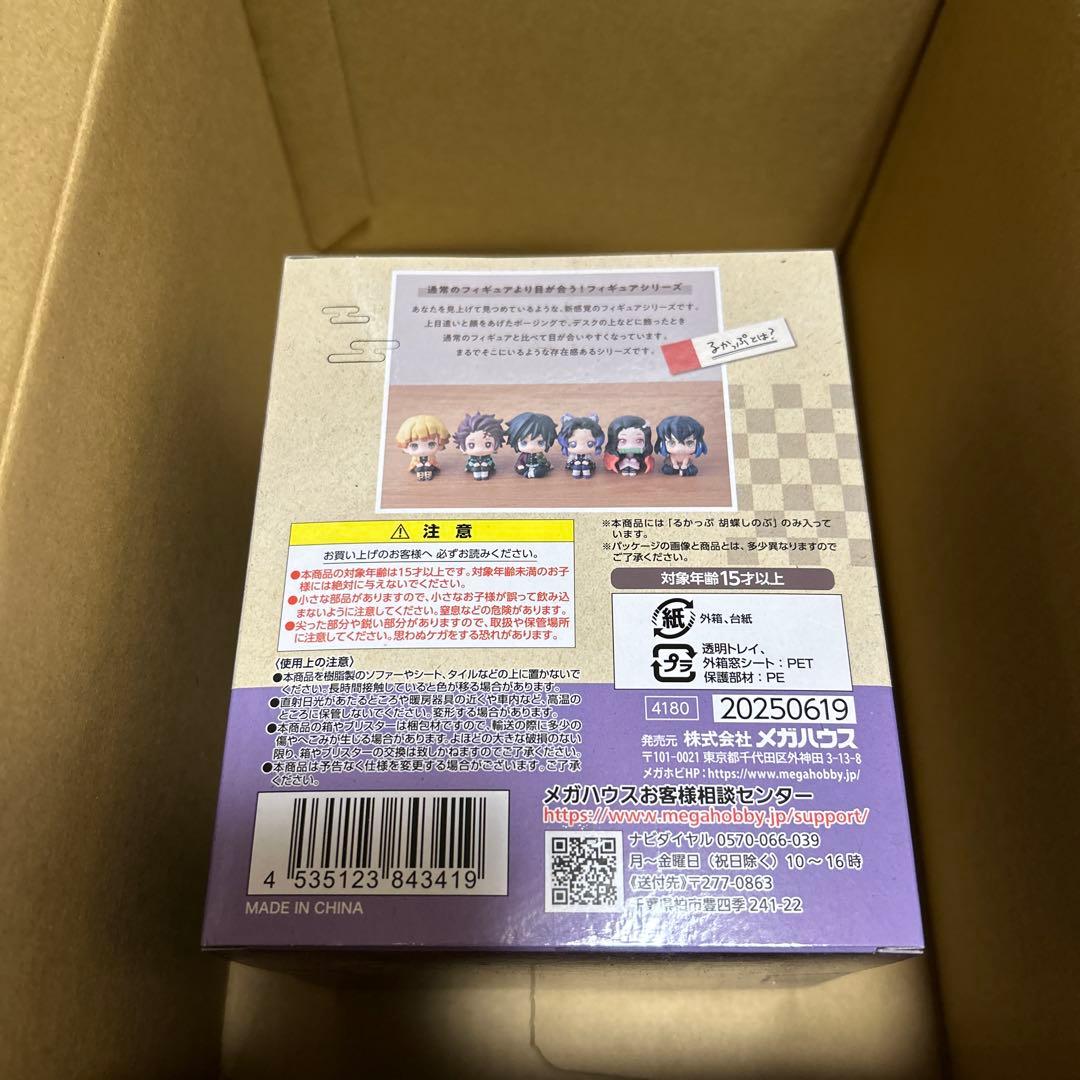 通常のフィギュアより目が合う！フィギュアシリーズ
あなたを見上げて見つめているような、新感覚のフィギュアシリーズです。
上目遣いと顔をあげたポージングで、デスクの上などに飾ったとき
通常のフィギュアと比べて目が合いやすくなっています。
まるでそこにいるような存在感あるシリーズです。
るかっぷとは？
⚠ 注意
お買い上げのお客様へ 必ずお読みください。
●本商品の対象年齢は15才以上です。対象年齢未満のお子
様には絶対に与えないでください。
●小さな部品がありますので、小さなお子様が誤って飲み込
まないように注意してください。窒息などの危険があります。
●尖った部分や鋭い部分がありますので、取扱や保管場所
に注意してください。思わぬケガをする恐れがあります。
〈使用上の注意〉
●本商品を樹脂製のソファーやシート、タイルなどの上に置かないで
ください。長時間接触していると色が移る場合があります。
●直射日光があたるところや暖房器具の近くや車内など、高温の
ところに保管しないでください。変形する場合があります。
●本商品の箱やブリスターは梱包材ですので、輸送の際に多少の
傷やへこみが生じる場合があります。よほどの大きな破損のない
限り、箱やブリスターの交換は致しかねますのでご了承ください。
●本商品は予告なく仕様を変更する場合がございます。ご了承
ください。
4 535123 843419
MADE IN CHINA
※本商品には「るかっぷ 胡蝶しのぶ」のみ入って
います。
※パッケージの画像と商品とは、多少異なりますので
ご了承ください。
対象年齢15才以上
紙
外箱、台紙
プラ
透明トレイ、
外箱窓シート：PET
保護部材：PE
4180
20250619
発売元 株式会社 メガハウス
〒101-0021 東京都千代田区外神田 3-13-8
メガホビHP：https://www.megahobby.jp/
メガハウスお客様相談センター
https://www.megahobby.jp/support/
ナビダイヤル 0570-066-039
月～金曜日（祝日除く）10～16時
《送付先》〒277-0863
千葉県柏市豊四季 241-22